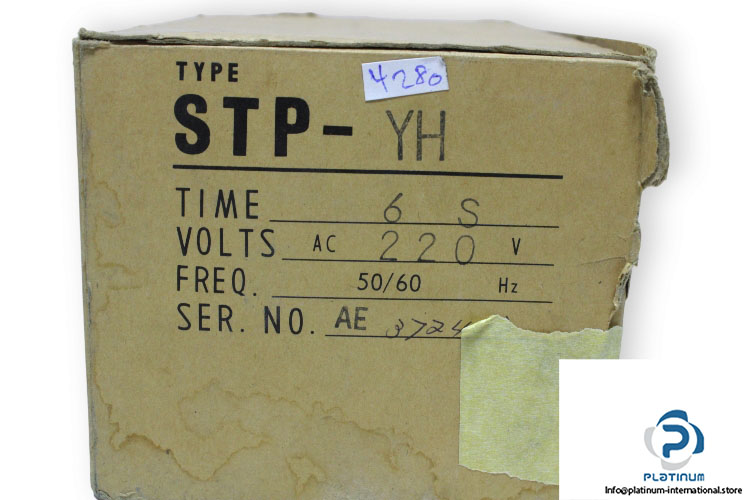 TYPE
4280
STP- YH
TIME 6 S
VOLTS AC 220 V
FREQ. 50/60 Hz
SER. NO. AE 3724
PLATINUM
Info@platinum-international.store